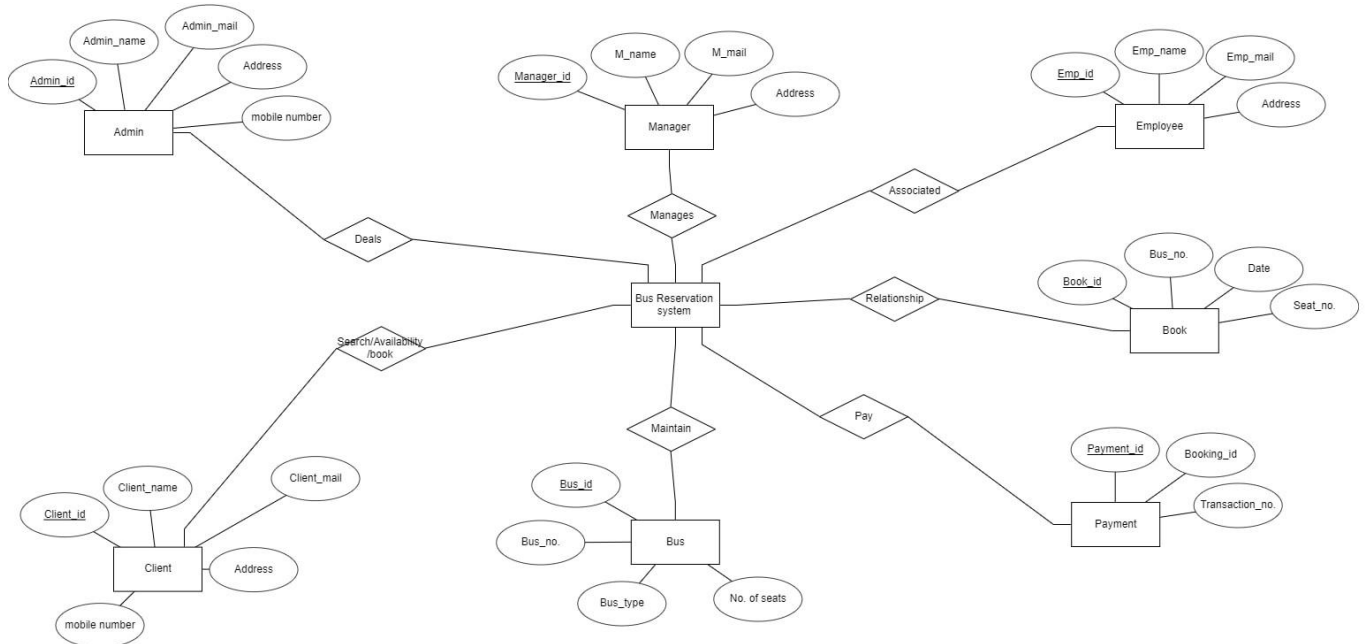 Admin_mail
Admin_name
Address
Admin_id
mobile number
Admin
M_name
M_mail
Manager_id
Address
Manager
Emp_name
Emp_mail
Emp_id
Address
Employee
Associated
Manages
Deals
Bus Reservation
system
Relationship
Bus_no.
Date
Book_id
Seat_no.
Book
Search/Availability
/book
Maintain
Pay
Client_name
Client_mail
Client_id
Client
Address
mobile number
Bus_id
Bus_no.
Bus
Bus_type
No. of seats
Payment_id
Booking_id
Transaction_no.
Payment